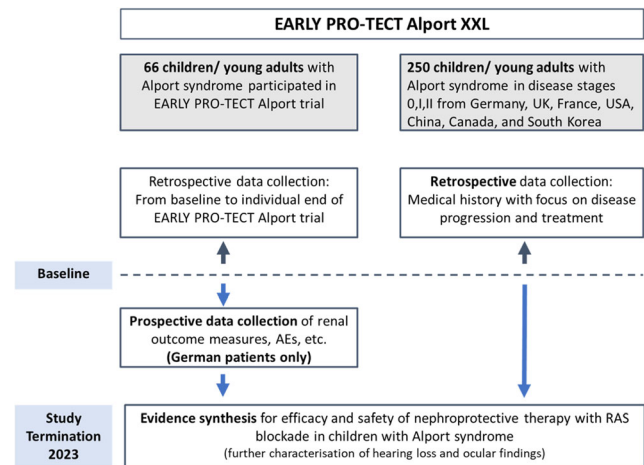 EARLY PRO-TECT Alport XXL
66 children/ young adults with
Alport syndrome participated in
EARLY PRO-TECT Alport trial
250 children/ young adults with
Alport syndrome in disease stages
0,I,II from Germany, UK, France, USA,
China, Canada, and South Korea
Retrospective data collection:
From baseline to individual end of
EARLY PRO-TECT Alport trial
Retrospective data collection:
Medical history with focus on disease
progression and treatment
Baseline
Prospective data collection of renal
outcome measures, AEs, etc.
(German patients only)
Study
Termination
2023
Evidence synthesis for efficacy and safety of nephroprotective therapy with RAS
blockade in children with Alport syndrome
(further characterisation of hearing loss and ocular findings)